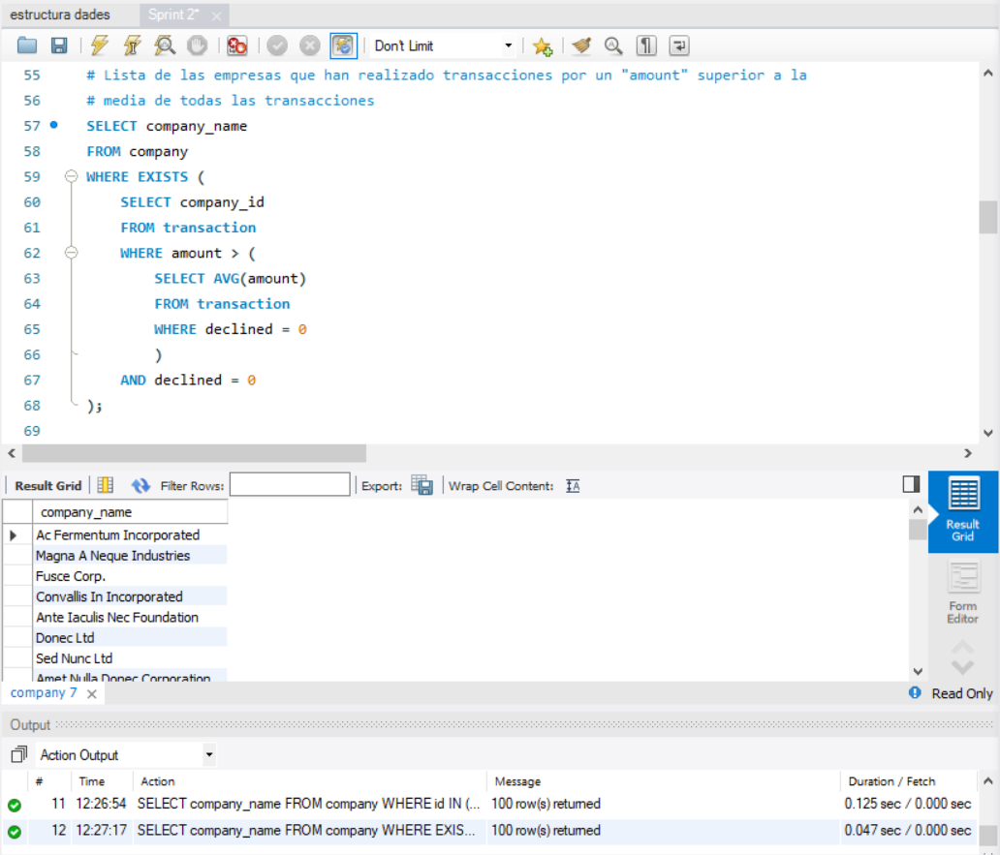 estructura dades
Sprint 2* ×
Don't Limit
55 # Lista de las empresas que han realizado transacciones por un "amount" superior a la
56 # media de todas las transacciones
57 SELECT company_name
58 FROM company
59 WHERE EXISTS (
60 SELECT company_id
61 FROM transaction
62 WHERE amount > (
63 SELECT AVG(amount)
64 FROM transaction
65 WHERE declined = 0
66 )
67 AND declined = 0
68 );
69
Result Grid Filter Rows: Export: Wrap Cell Content: IA
company_name
Ac Fermentum Incorporated
Magna A Neque Industries
Fusce Corp.
Convallis In Incorporated
Ante Iaculis Nec Foundation
Donec Ltd
Sed Nunc Ltd
Amet Nulla Donec Corporation
Result
Grid
Form
Editor
company 7 ×
Read Only
Output
Action Output
# Time Action Message Duration / Fetch
11 12:26:54 SELECT company_name FROM company WHERE id IN (... 100 row(s) returned 0.125 sec / 0.000 sec
12 12:27:17 SELECT company_name FROM company WHERE EXIS... 100 row(s) returned 0.047 sec / 0.000 sec